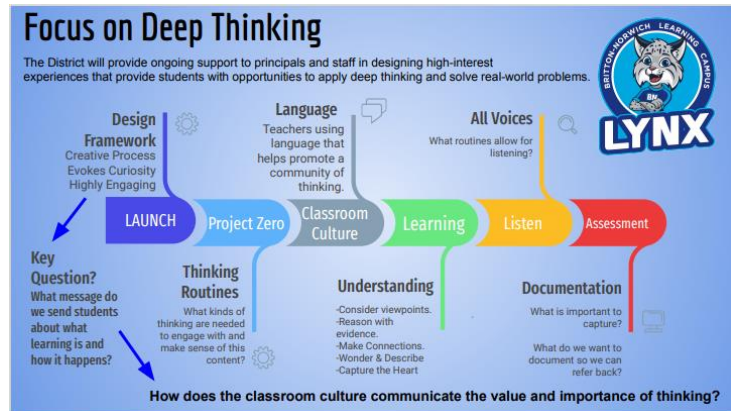 Focus on Deep Thinking
The District will provide ongoing support to principals and staff in designing high-interest
experiences that provide students with opportunities to apply deep thinking and solve real-world problems.
BRITTON-NORWICH LEARNING CAMPUS
BN
LYNX
Design
Framework
Creative Process
Evokes Curiosity
Highly Engaging
Language
Teachers using
language that
helps promote a
community of
thinking.
All Voices
What routines allow for
listening?
LAUNCH
Project Zero
Classroom
Culture
Learning
Listen
Assessment
Key
Question?
What message do
we send students
about what
learning is and
how it happens?
Thinking
Routines
What kinds of
thinking are needed
to engage with and
make sense of this
content?
Understanding
-Consider viewpoints.
-Reason with
evidence.
-Make Connections.
-Wonder & Describe
-Capture the Heart
Documentation
What is important to
capture?
What do we want to
document so we can
refer back?
How does the classroom culture communicate the value and importance of thinking?